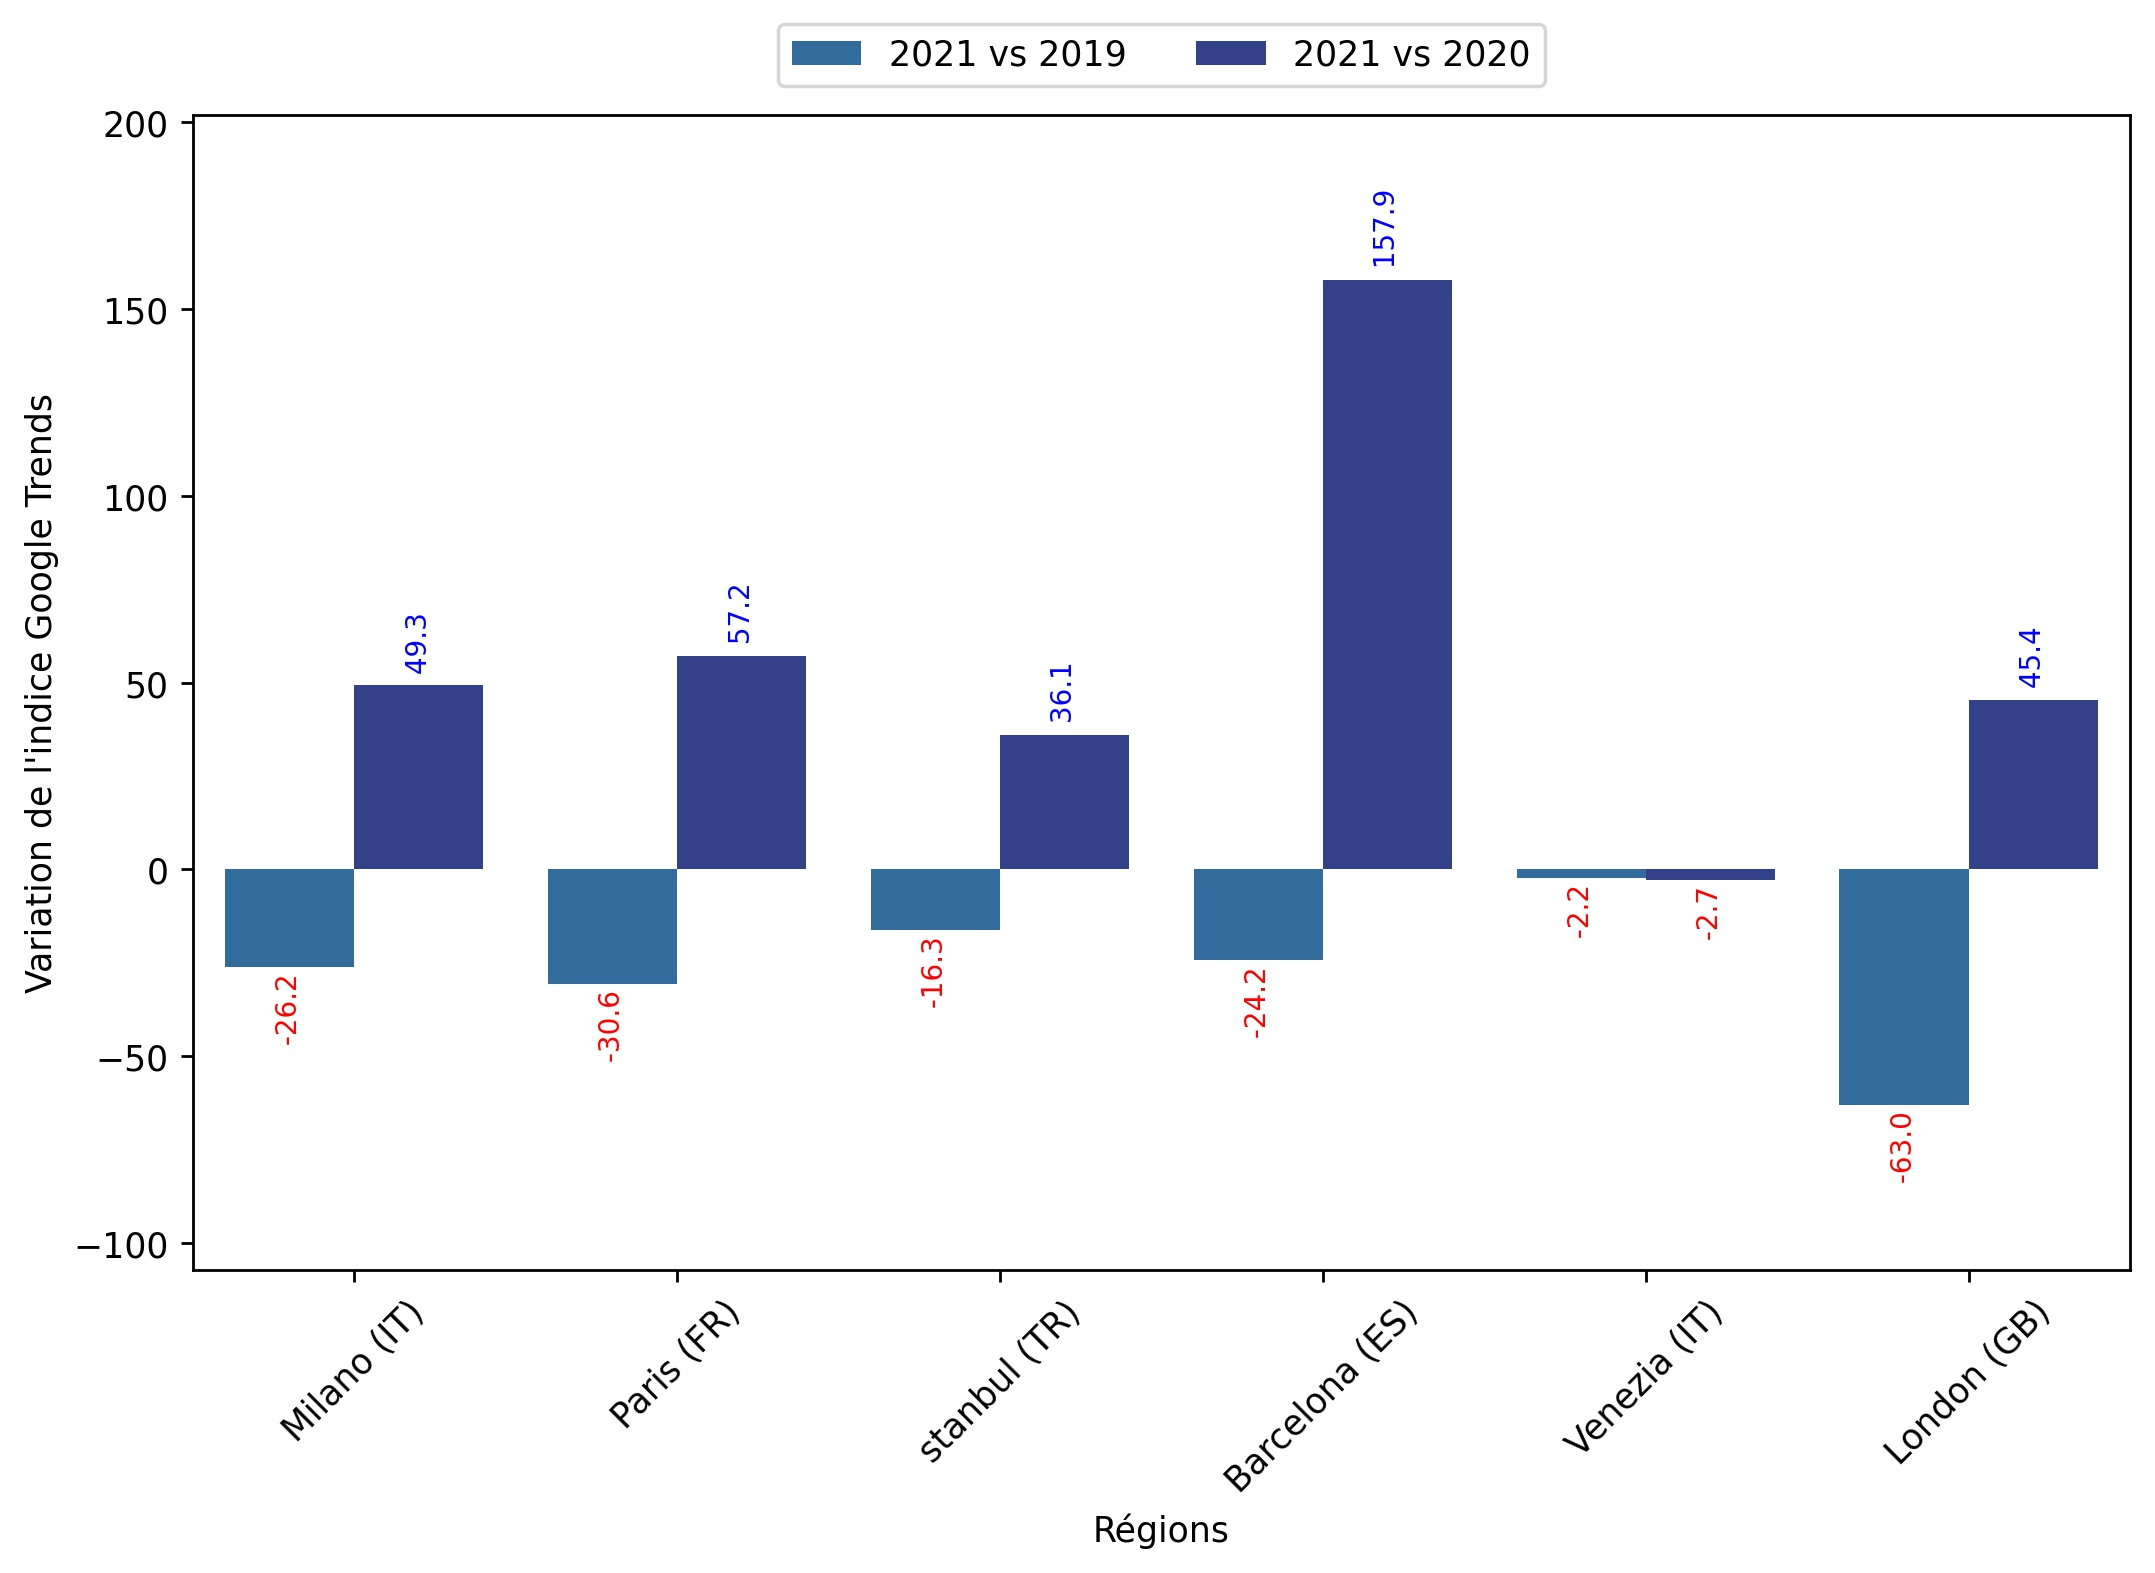 2021 vs 2019
2021 vs 2020
Variation de l'indice Google Trends
200
150
100
50
0
−50
−100
-26.2
49.3
-30.6
57.2
-16.3
36.1
-24.2
157.9
-2.2
-2.7
-63.0
45.4
Milano (IT)
Paris (FR)
stanbul (TR)
Barcelona (ES)
Venezia (IT)
London (GB)
Régions